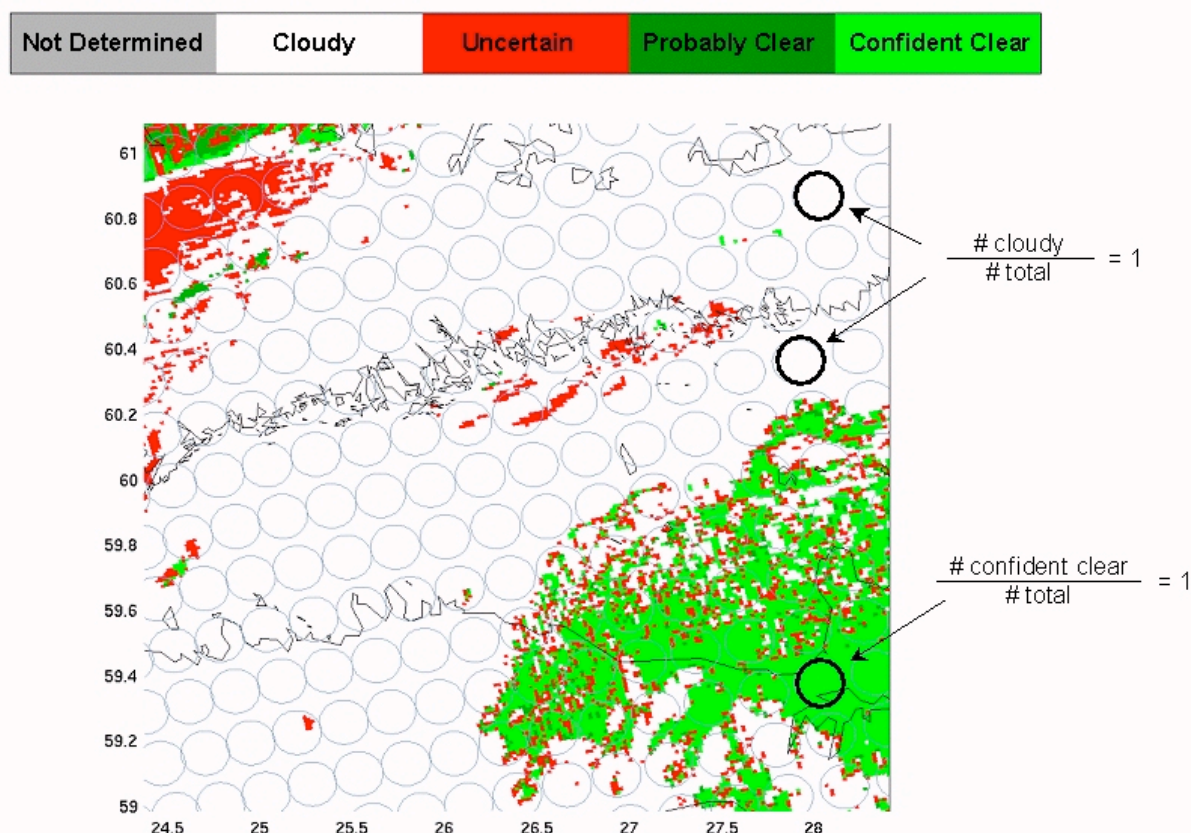 Not Determined Cloudy Uncertain Probably Clear Confident Clear
61
60.8
60.6
60.4
60.2
60
59.8
59.6
59.4
59.2
59
24.5 25 25.5 26 26.5 27 27.5 28
# cloudy
# total
= 1
# confident clear
# total
= 1